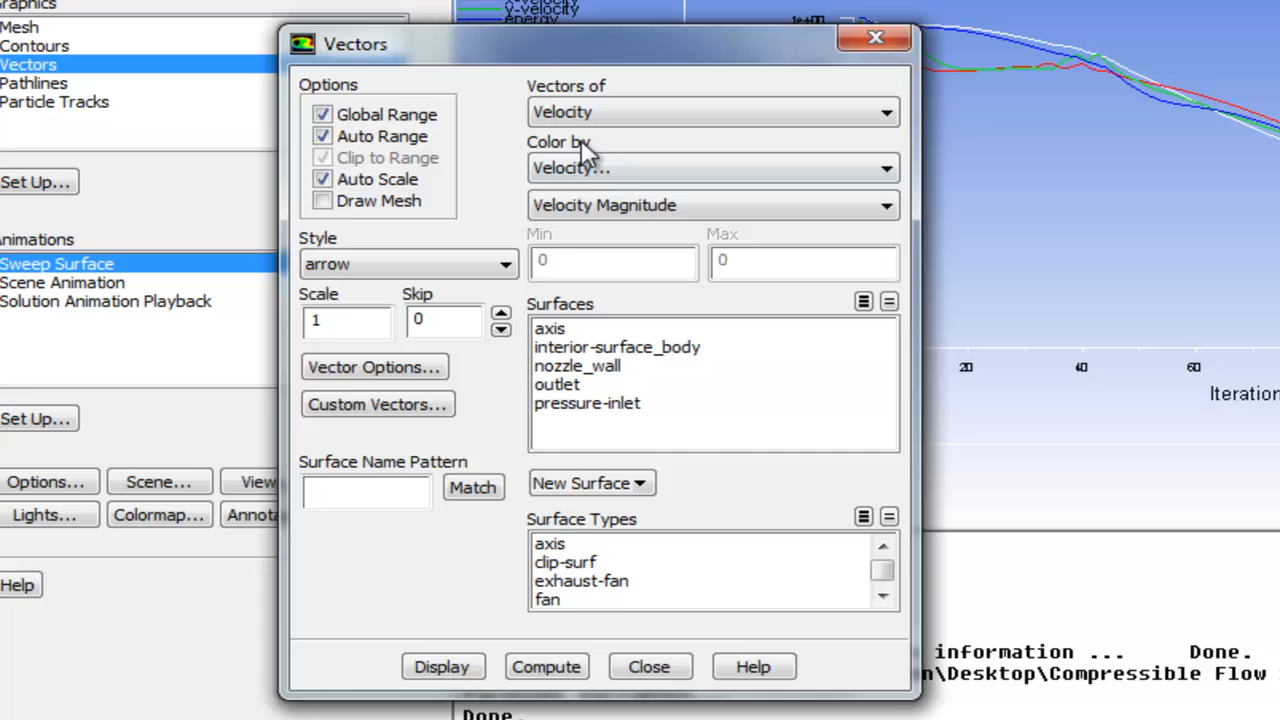 raphics
Mesh
Contours
Vectors
Pathlines
Particle Tracks
Set Up...
nimations
Sweep Surface
Scene Animation
Solution Animation Playback
Set Up...
Options...
Scene...
View
Lights...
Colormap...
Annota
Help
x-velocity
y-velocity
energy
1e+00
20
40
60
Iteration
information ... Done.
n\Desktop\Compressible Flow
Done.
Vectors
Options
Global Range
Auto Range
Clip to Range
Auto Scale
Draw Mesh
Style
arrow
Scale
Skip
1
0
Vector Options...
Custom Vectors...
Surface Name Pattern
Match
Vectors of
Velocity
Color by
Velocity...
Velocity Magnitude
Min
Max
0
0
Surfaces
axis
interior-surface_body
nozzle_wall
outlet
pressure-inlet
New Surface
Surface Types
axis
clip-surf
exhaust-fan
fan
Display
Compute
Close
Help